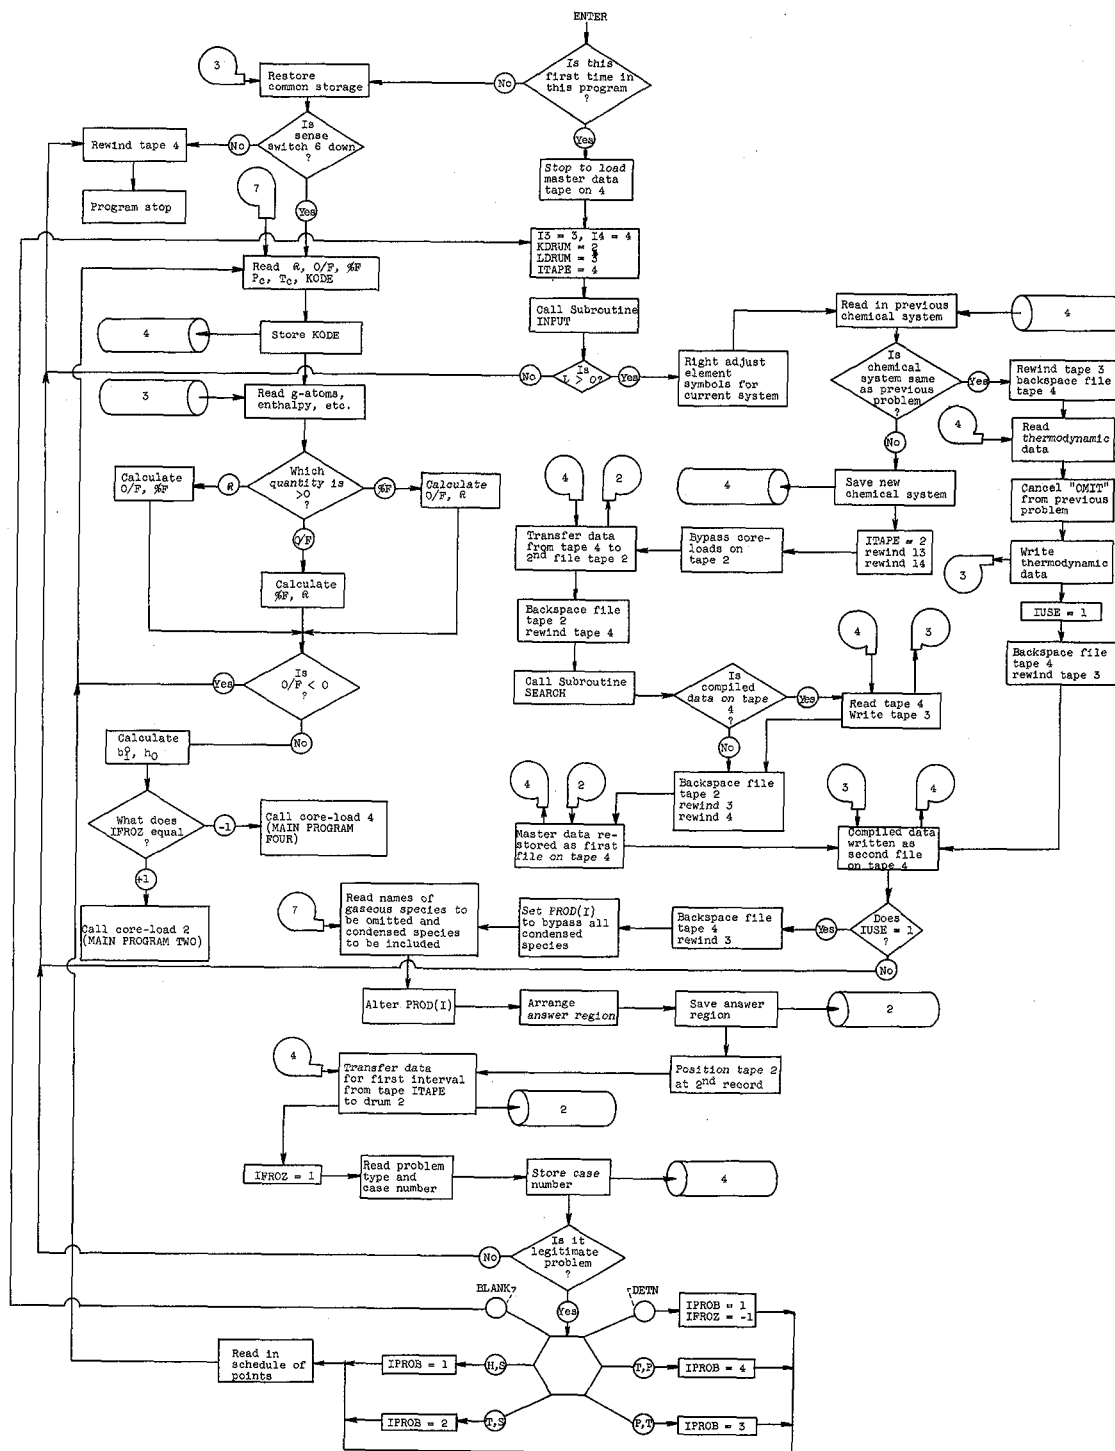 ENTER
Is this
first time in
this program
?
No
Yes
3
Restore
common storage
Is
sense
switch 6 down
?
No
Yes
Rewind tape 4
Program stop
7
Stop to load
master data
tape on 4
I3 = 3, I4 = 4
KDRUM = 2
LDRUM = 3
ITAPE = 4
Read R, O/F, %F
Pc, Tc, KODE
Call Subroutine
INPUT
4
Store KODE
Is
L > 0?
No
Yes
Right adjust
element
symbols for
current system
Read in previous
chemical system
4
Is
chemical
system same
as previous
problem
?
Yes
No
Rewind tape 3
backspace file
tape 4
4
Read
thermodynamic
data
Cancel "OMIT"
from previous
problem
Write
thermodynamic
data
3
IUSE = 1
Backspace file
tape 4
rewind tape 3
3
Read g-atoms,
enthalpy, etc.
Which
quantity is
>0
?
R
%F
O/F
Calculate
O/F, %F
Calculate
O/F, R
Calculate
%F, R
4
Save new
chemical system
ITAPE = 2
rewind 13
rewind 14
Bypass core-
loads on
tape 2
4
2
Transfer data
from tape 4 to
2nd file tape 2
Backspace file
tape 2
rewind tape 4
Call Subroutine
SEARCH
Is
compiled
data on tape
4
?
Yes
No
4
3
Read tape 4
Write tape 3
Is
O/F < 0
?
Yes
No
Calculate
b°i, h0
What does
IFROZ equal
?
-1
+1
Call core-load 4
(MAIN PROGRAM
FOUR)
Call core-load 2
(MAIN PROGRAM TWO)
Backspace file
tape 2
rewind 3
rewind 4
4
2
Master data re-
stored as first
file on tape 4
3
4
Compiled data
written as
second file
on tape 4
Does
IUSE = 1
?
Yes
No
Backspace file
tape 4
rewind 3
Set PROD(I)
to bypass all
condensed
species
7
Read names of
gaseous species to
be omitted and
condensed species
to be included
Alter PROD(I)
Arrange
answer region
Save answer
region
2
Position tape 2
at 2nd record
4
Transfer data
for first interval
from tape ITAPE
to drum 2
2
IFROZ = 1
Read problem
type and
case number
Store case
number
4
Is it
legitimate
problem
?
No
Yes
BLANK
DETN
IPROB = 1
IFROZ = -1
Read in
schedule of
points
IPROB = 1
H,S
T,P
IPROB = 4
IPROB = 2
T,S
P,T
IPROB = 3